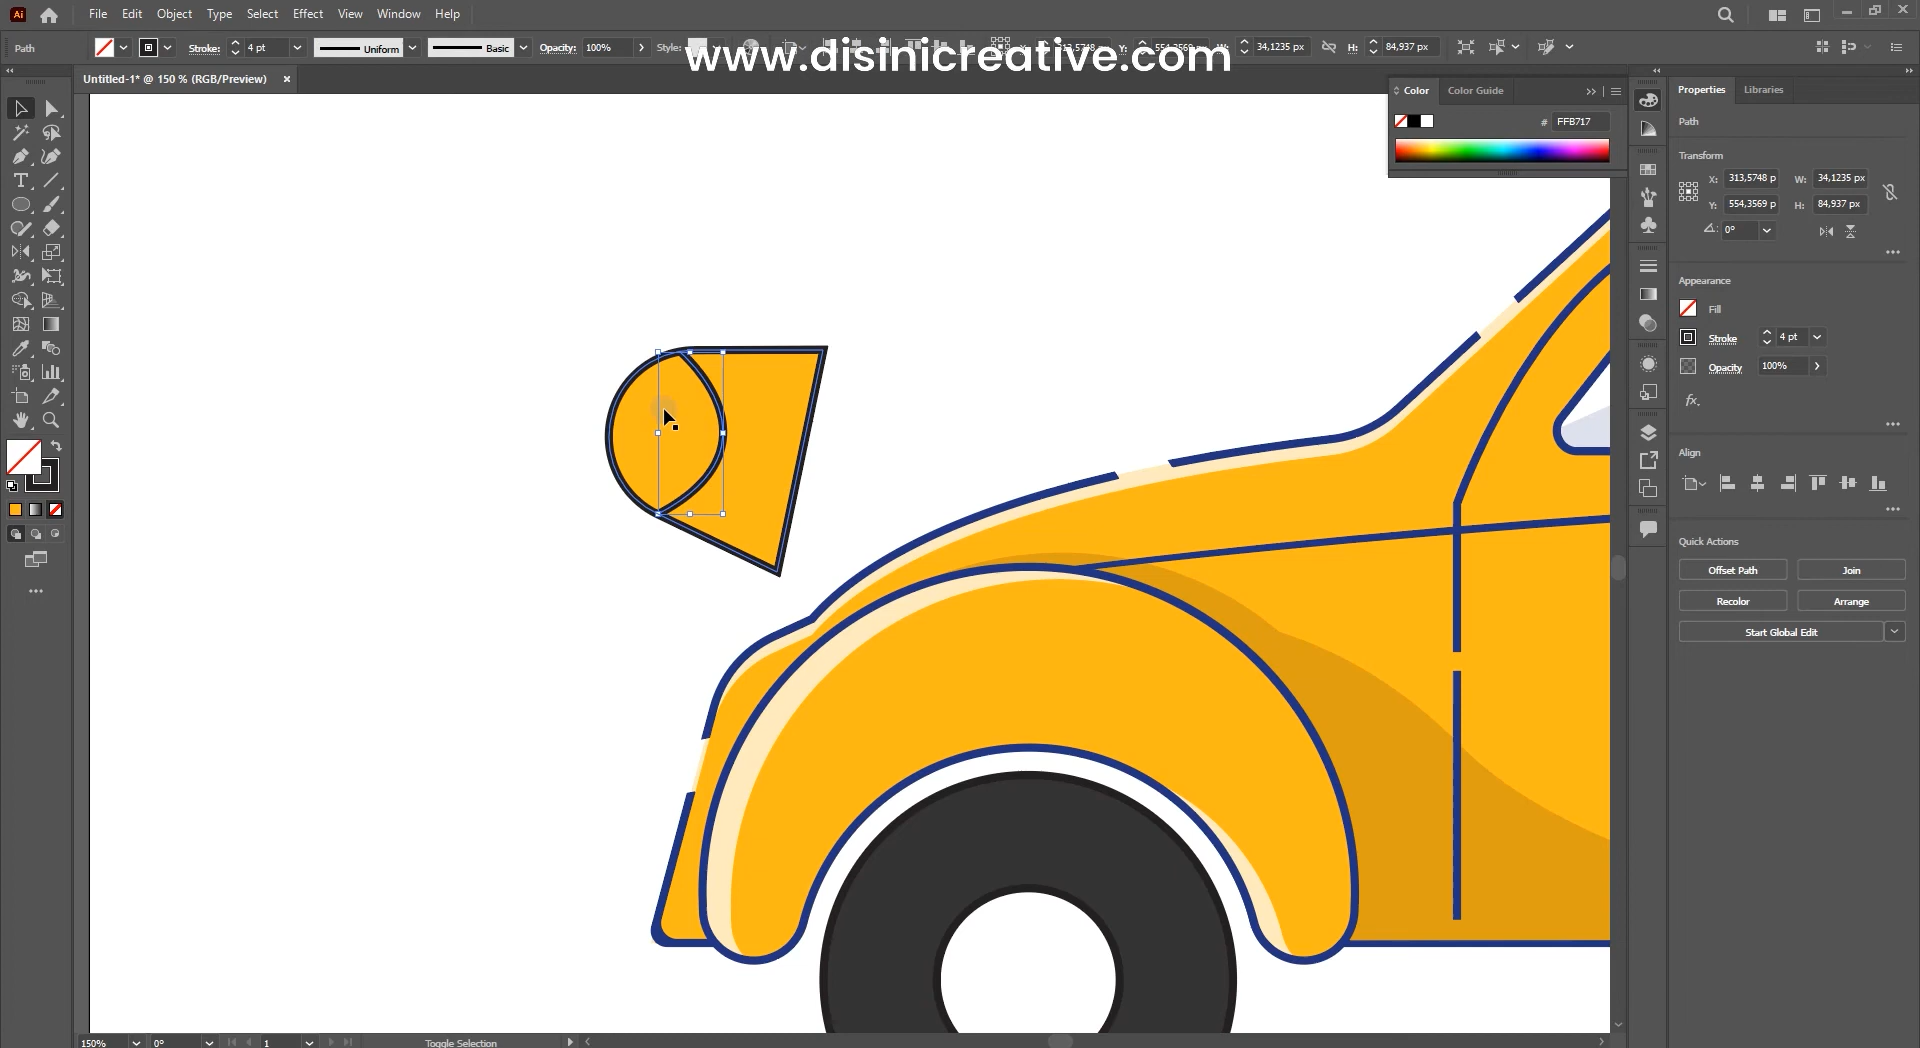 Ai File Edit Object Type Select Effect View Window Help
Path Stroke: 4 pt Uniform Basic Opacity: 100% Style: 34,1235 px H: 84,937 px
www.disinicreative.com
Untitled-1* @ 150 % (RGB/Preview) ×
Color Color Guide
# FFB717
Properties Libraries
Path
Transform
X: 313,5748 p W: 34,1235 px
Y: 554,3569 p H: 84,937 px
0°
Appearance
Fill
Stroke 4 pt
Opacity 100%
fx.
Align
Quick Actions
Offset Path Join
Recolor Arrange
Start Global Edit
150% 0° 1 Toggle Selection